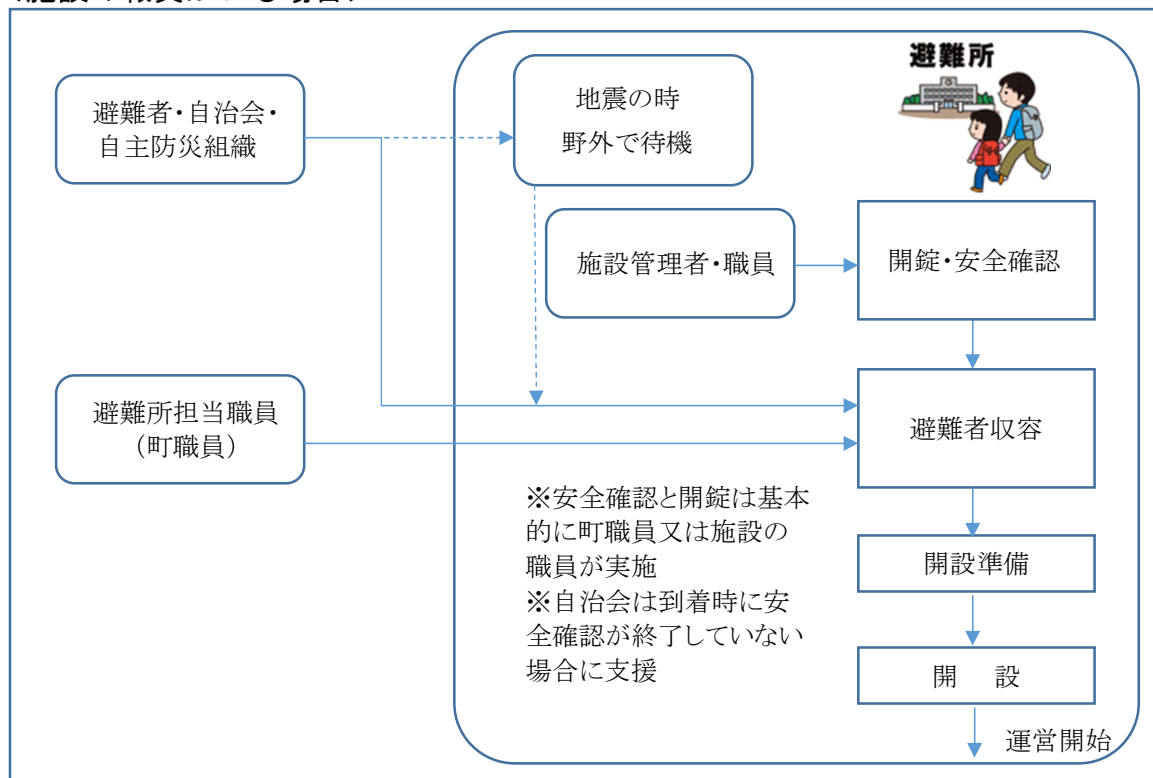 避難所
避難者・自治会・
自主防災組織
地震の時
野外で待機
施設管理者・職員
開錠・安全確認
避難所担当職員
（町職員）
避難者収容
※安全確認と開錠は基本
的に町職員又は施設の
職員が実施
※自治会は到着時に安
全確認が終了していない
場合に支援
開設準備
開　設
運営開始